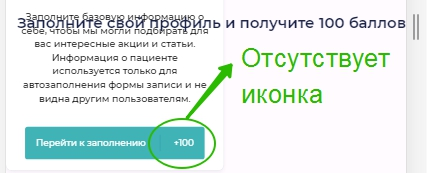 Заполните свой профиль и получите 100 баллов
Заполните базовую информацию о
себе, чтобы мы могли подбирать для
вас интересные акции и статьи.
Информация о пациенте
используется только для
автозаполнения формы записи и не
видна другим пользователям.
Перейти к заполнению +100
Отсутствует
иконка